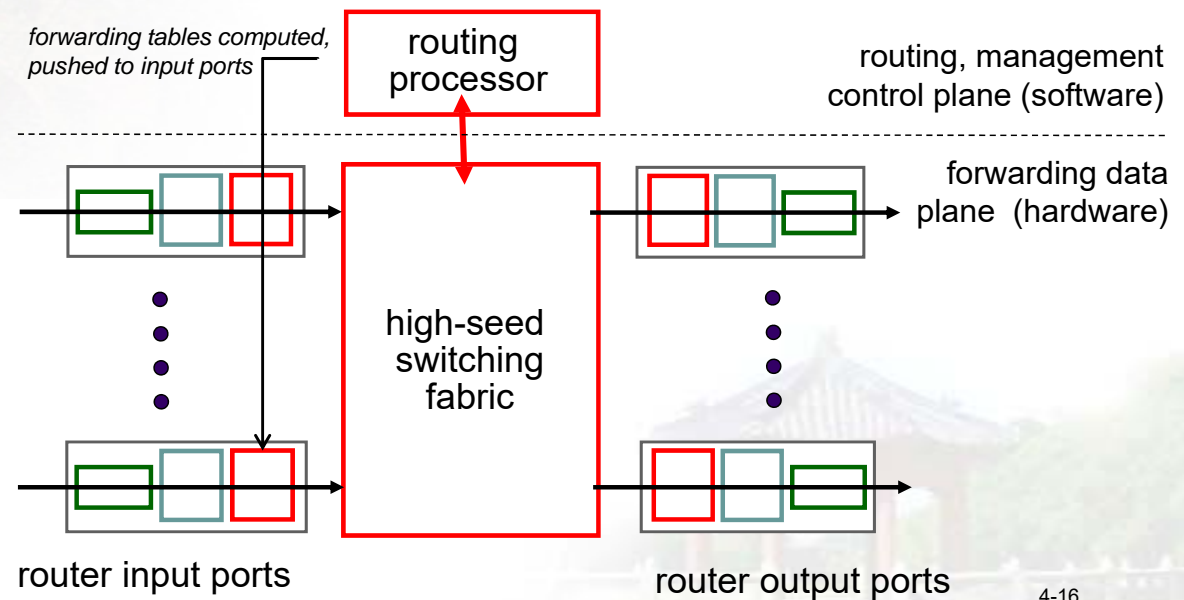 forwarding tables computed,
pushed to input ports
routing
processor
routing, management
control plane (software)
forwarding data
plane (hardware)
high-seed
switching
fabric
router input ports
router output ports
4-16